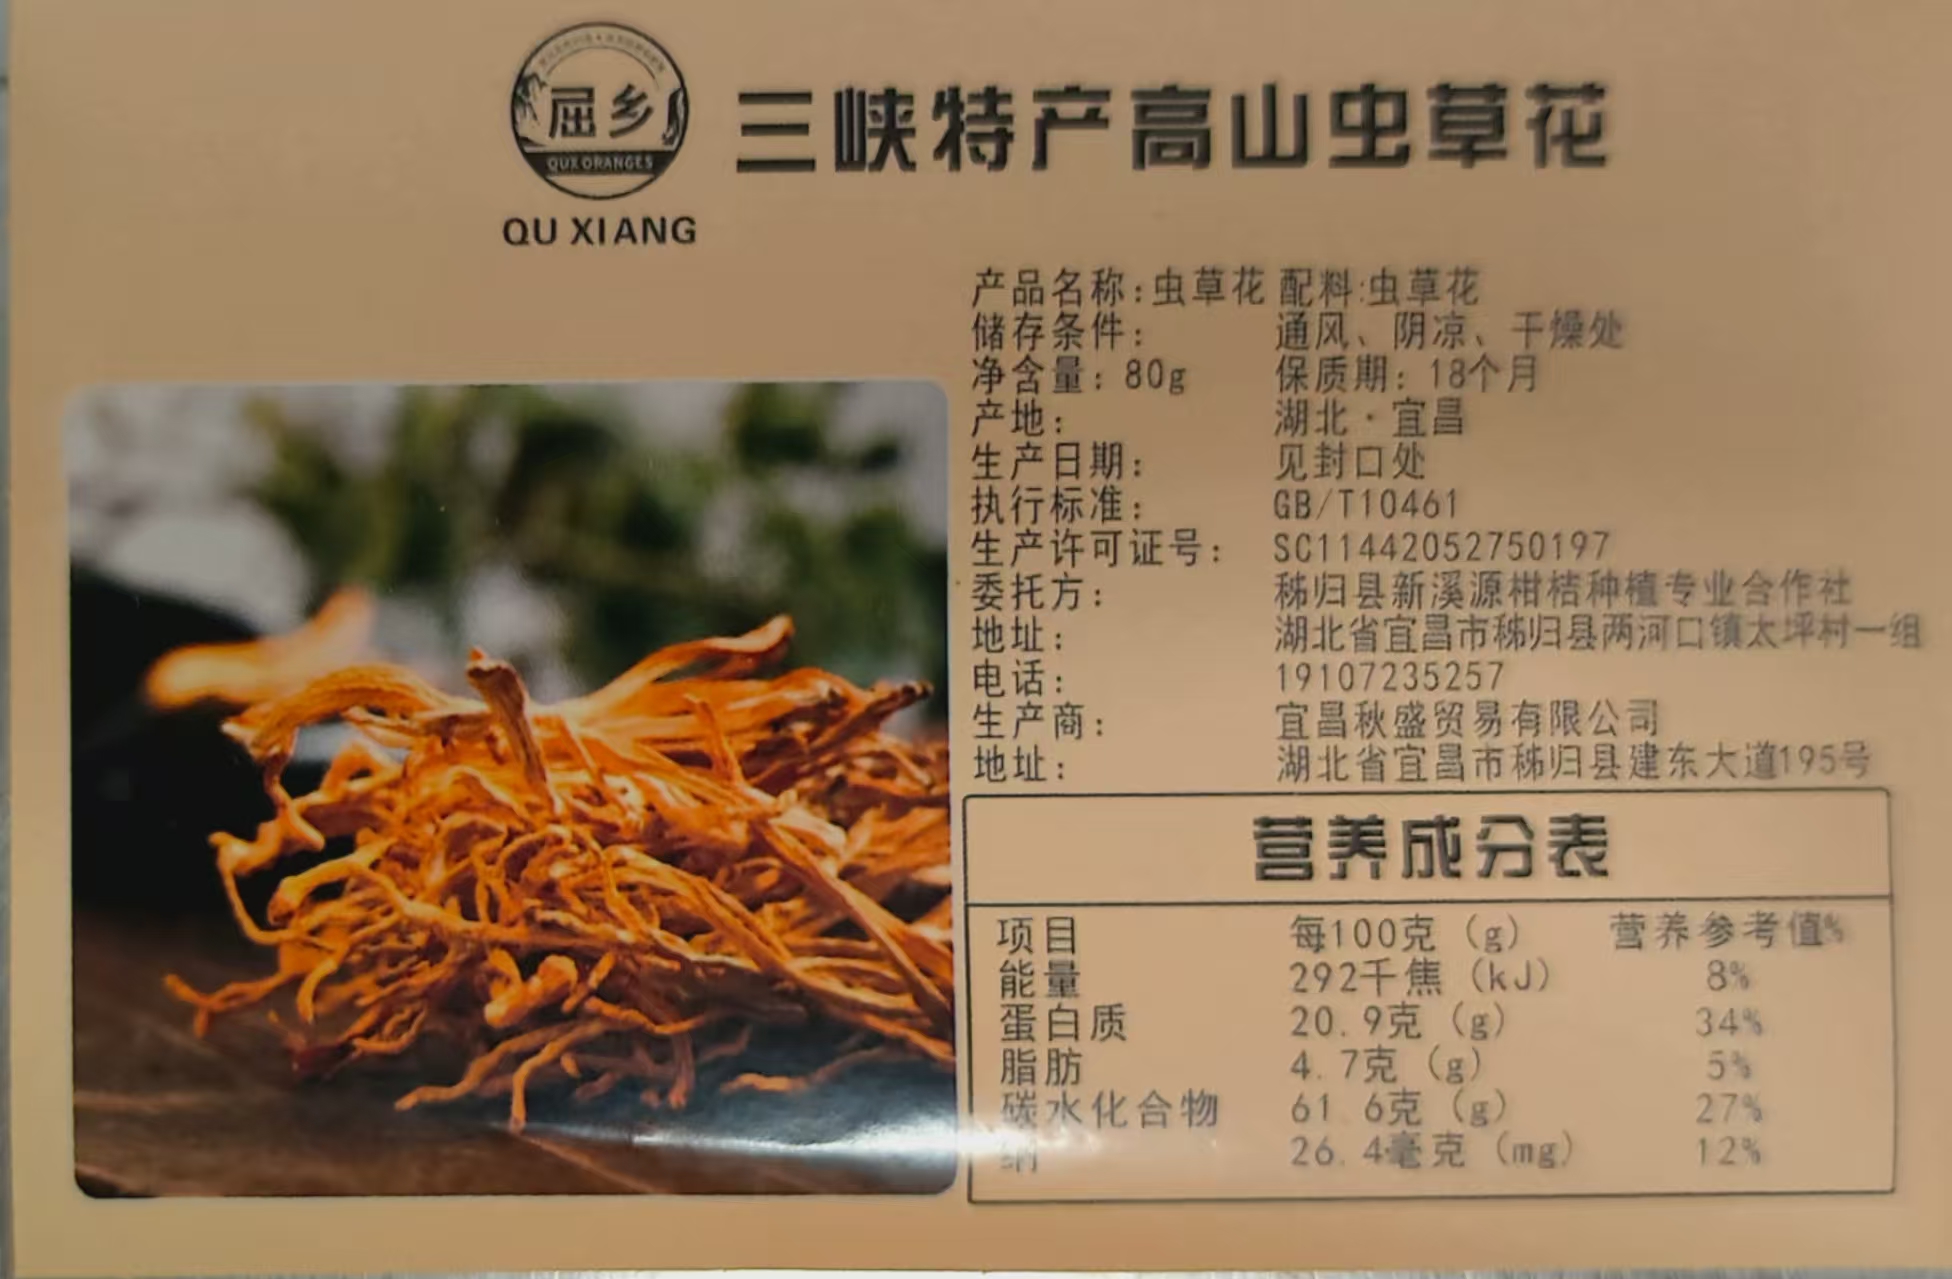 屈乡
QUX ORANGES
QU XIANG
三峡特产高山虫草花
产品名称:虫草花 配料:虫草花
储存条件: 通风、阴凉、干燥处
净含量: 80g 保质期: 18个月
产地: 湖北·宜昌
生产日期: 见封口处
执行标准: GB/T10461
生产许可证号: SC11442052750197
委托方: 秭归县新溪源柑桔种植专业合作社
地址: 湖北省宜昌市秭归县两河口镇太坪村一组
电话: 19107235257
生产商: 宜昌秋盛贸易有限公司
地址: 湖北省宜昌市秭归县建东大道195号
营养成分表
项目 每100克(g) 营养参考值%
能量 292千焦(kJ) 8%
蛋白质 20.9克(g) 34%
脂肪 4.7克(g) 5%
碳水化合物 61.6克(g) 27%
钠 26.4毫克(mg) 12%